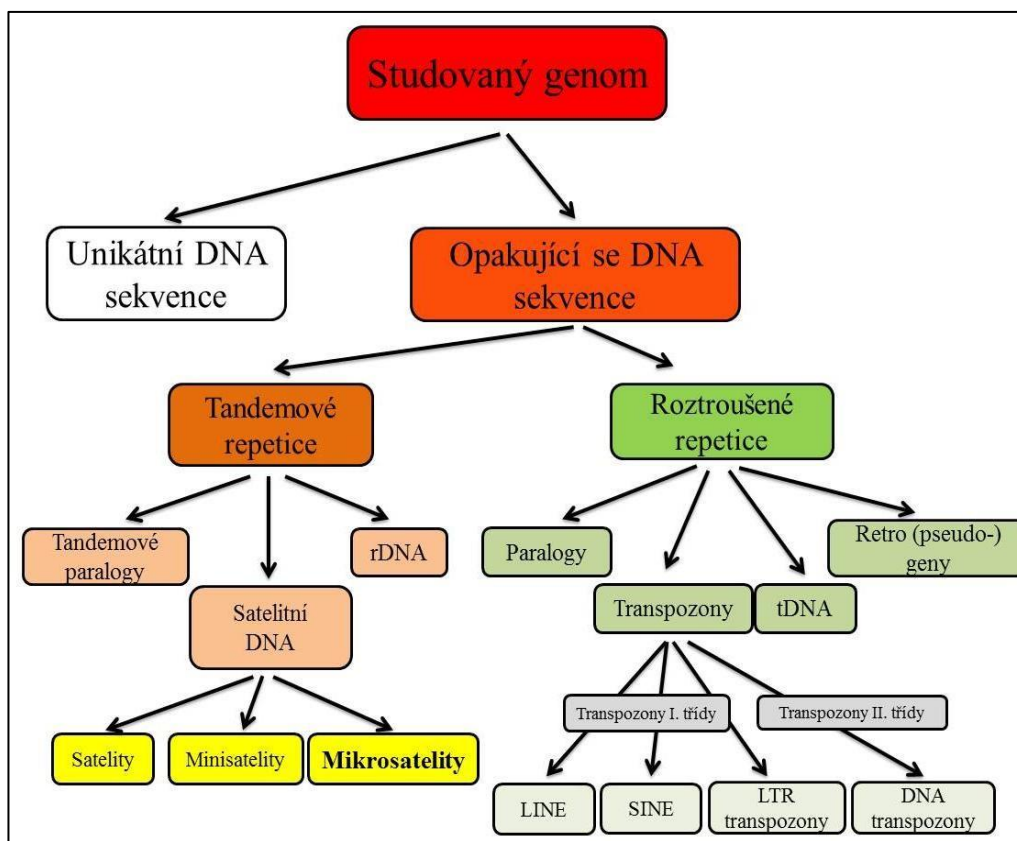 Studovaný genom
Unikátní DNA
sekvence
Opakující se DNA
sekvence
Tandemové
repetice
Roztroušené
repetice
Tandemové
paralogy
rDNA
Paralogy
Retro (pseudo-)
geny
Satelitní
DNA
Transpozony
tDNA
Transpozony I. třídy
Transpozony II. třídy
Satelity
Minisatelity
Mikrosatelity
LINE
SINE
LTR
transpozony
DNA
transpozony